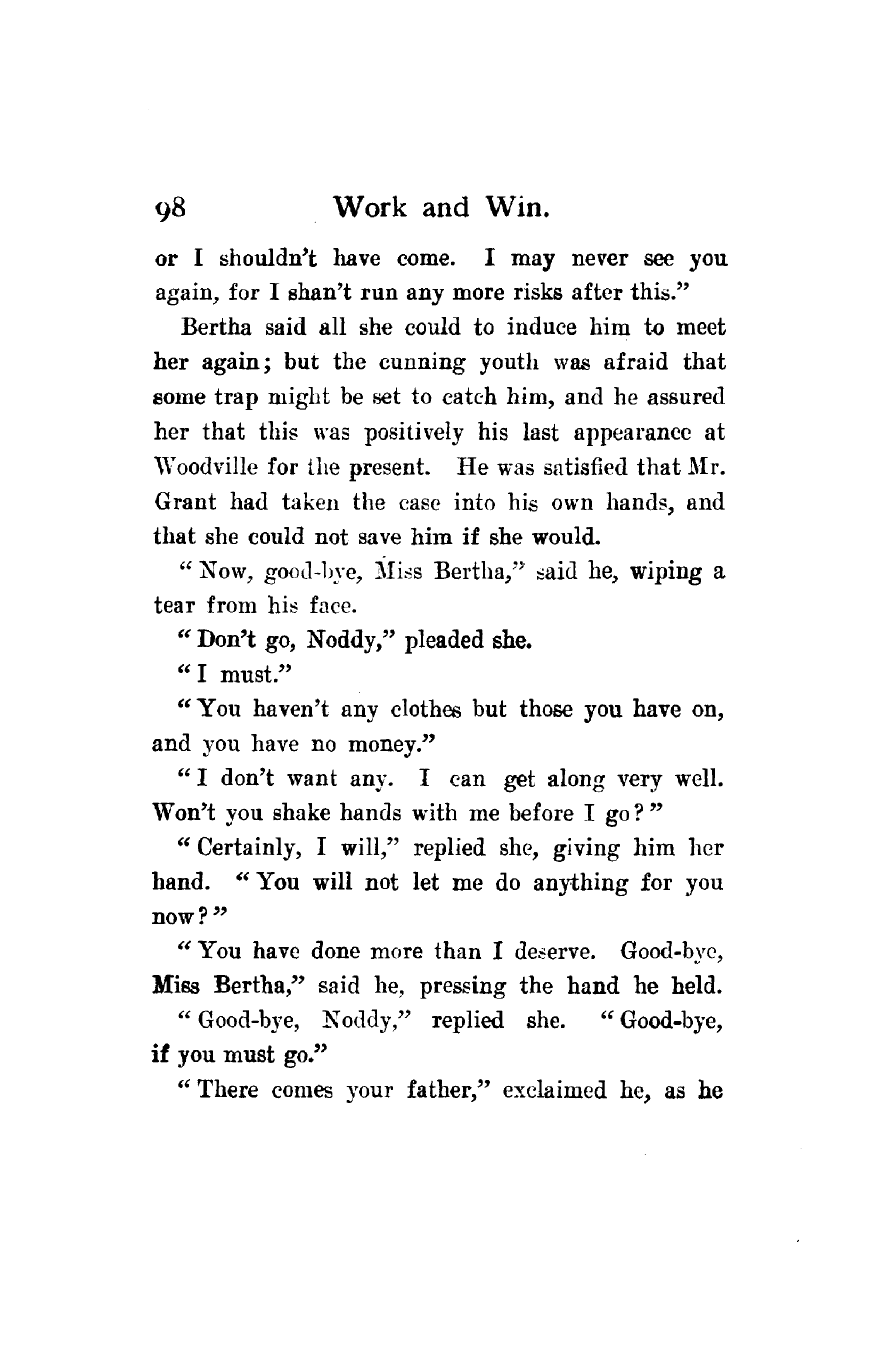 98 Work and Win.
or I shouldn't have come. I may never see you
again, for I shan't run any more risks after this.”
Bertha said all she could to induce him to meet
her again; but the cunning youth was afraid that
some trap might be set to catch him, and he assured
her that this was positively his last appearance at
Woodville for the present. He was satisfied that Mr.
Grant had taken the case into his own hands, and
that she could not save him if she would.
“Now, good-bye, Miss Bertha,” said he, wiping a
tear from his face.
“Don't go, Noddy,” pleaded she.
“I must.”
“You haven't any clothes but those you have on,
and you have no money.”
“I don't want any. I can get along very well.
Won't you shake hands with me before I go?”
“Certainly, I will,” replied she, giving him her
hand. “You will not let me do anything for you
now?”
“You have done more than I deserve. Good-bye,
Miss Bertha,” said he, pressing the hand he held.
“Good-bye, Noddy,” replied she. “Good-bye,
if you must go.”
“There comes your father,” exclaimed he, as he